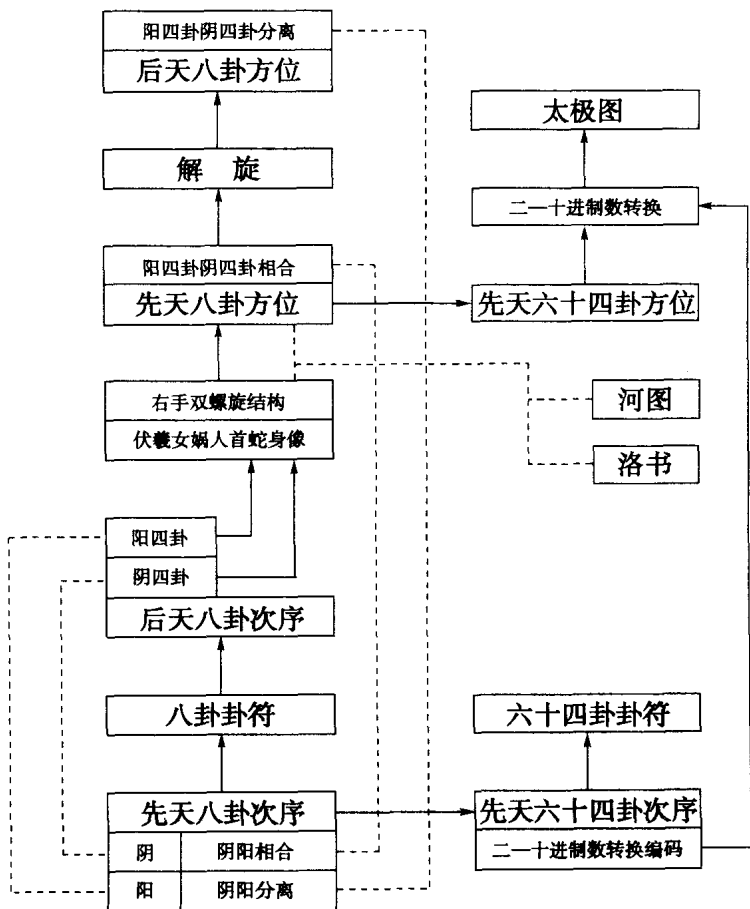 阳四卦阴四卦分离
后天八卦方位
太极图
解 旋
二—十进制数转换
阳四卦阴四卦相合
先天八卦方位
先天六十四卦方位
右手双螺旋结构
河图
伏羲女娲人首蛇身像
洛书
阳四卦
阴四卦
后天八卦次序
八卦卦符
六十四卦卦符
先天八卦次序
先天六十四卦次序
阴 阴阳相合
二—十进制数转换编码
阳 阴阳分离